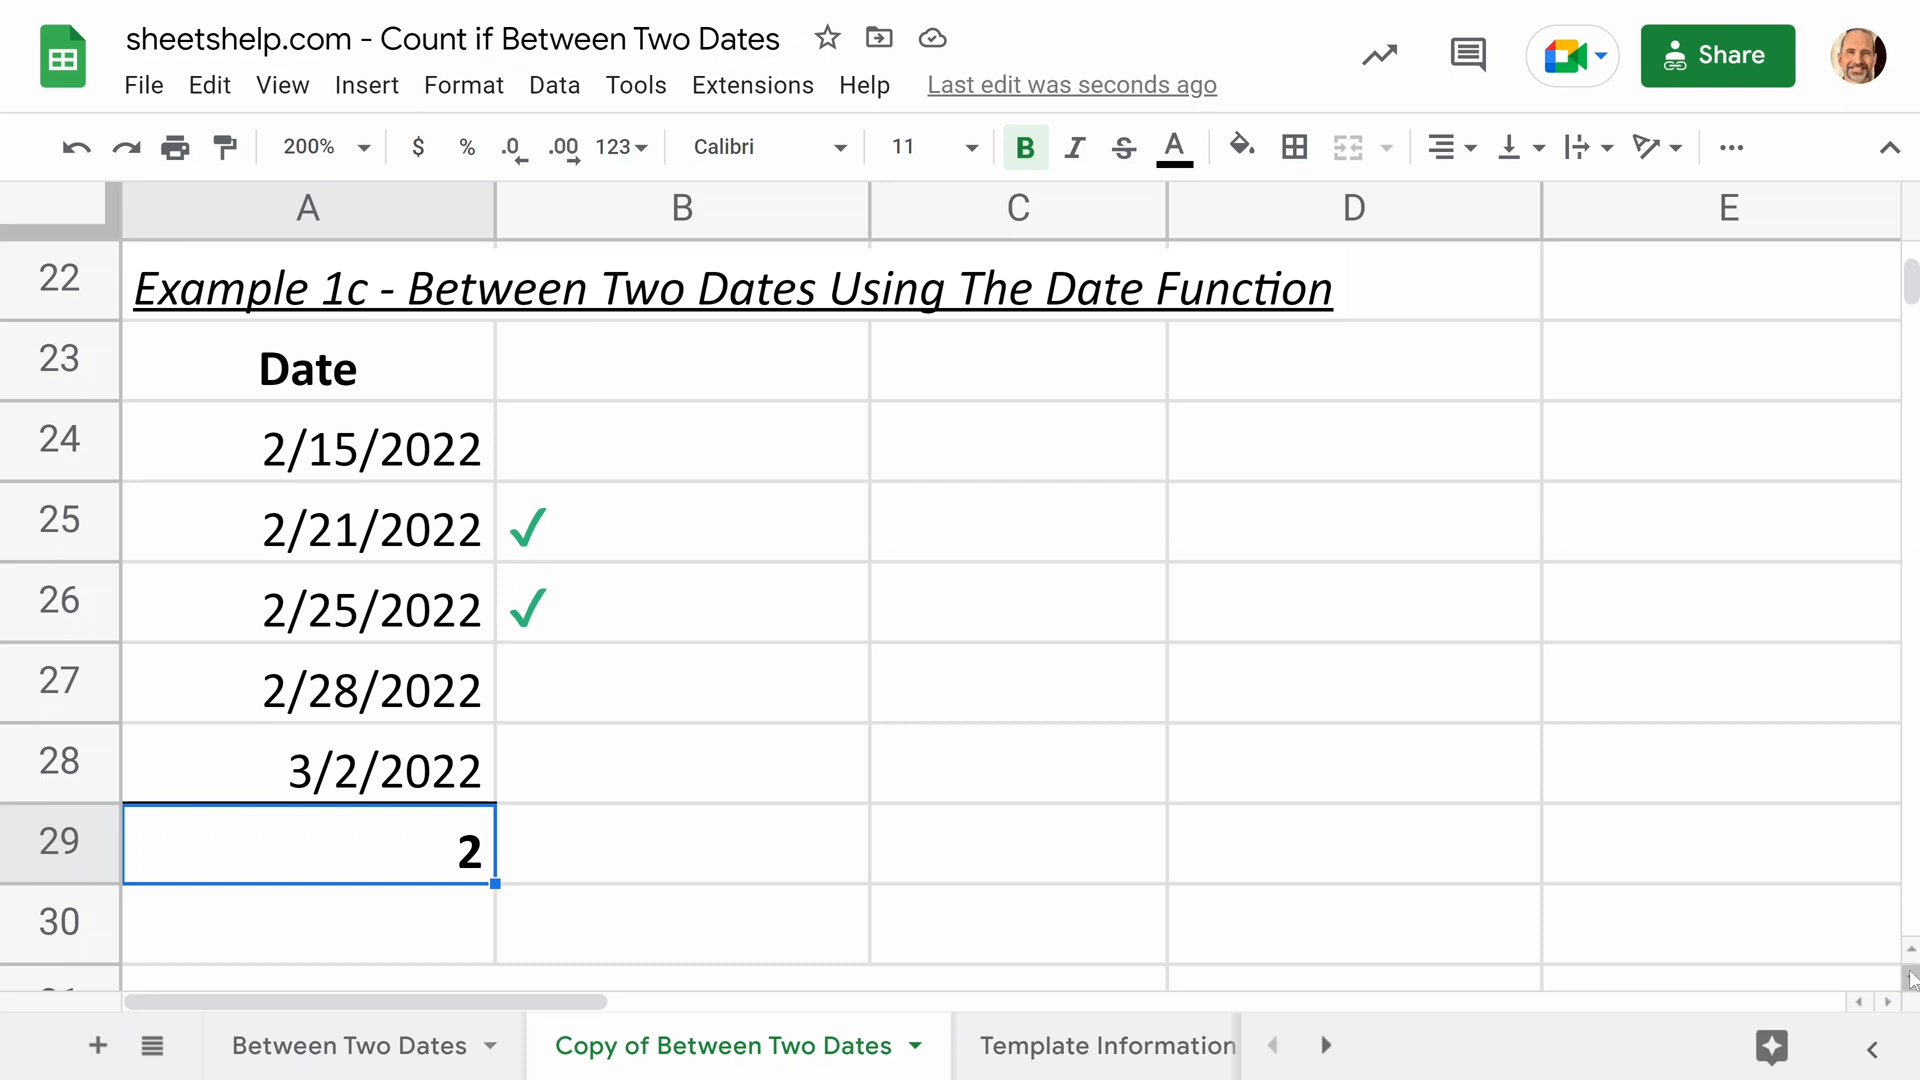 sheetshelp.com - Count if Between Two Dates
File Edit View Insert Format Data Tools Extensions Help Last edit was seconds ago
Share
200% $ % .0 .00 123 Calibri 11 B I S A
A B C D E
22 Example 1c - Between Two Dates Using The Date Function
23 Date
24 2/15/2022
25 2/21/2022 ✓
26 2/25/2022 ✓
27 2/28/2022
28 3/2/2022
29 2
30
Between Two Dates Copy of Between Two Dates Template Information